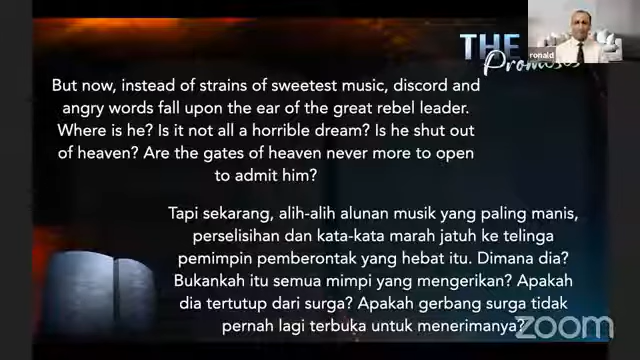 THE
Promises
ronald
But now, instead of strains of sweetest music, discord and
angry words fall upon the ear of the great rebel leader.
Where is he? Is it not all a horrible dream? Is he shut out
of heaven? Are the gates of heaven never more to open
to admit him?
Tapi sekarang, alih-alih alunan musik yang paling manis,
perselisihan dan kata-kata marah jatuh ke telinga
pemimpin pemberontak yang hebat itu. Dimana dia?
Bukankah itu semua mimpi yang mengerikan? Apakah
dia tertutup dari surga? Apakah gerbang surga tidak
pernah lagi terbuka untuk menerimanya?
zoom